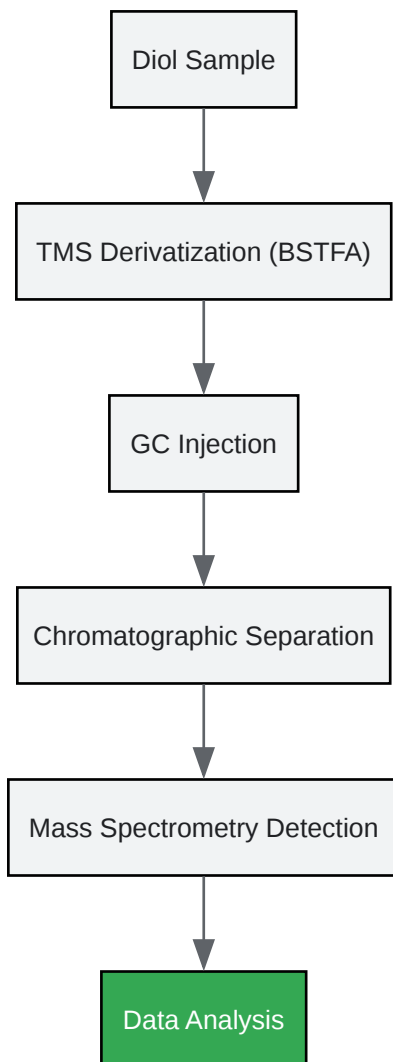 Diol Sample
TMS Derivatization (BSTFA)
GC Injection
Chromatographic Separation
Mass Spectrometry Detection
Data Analysis